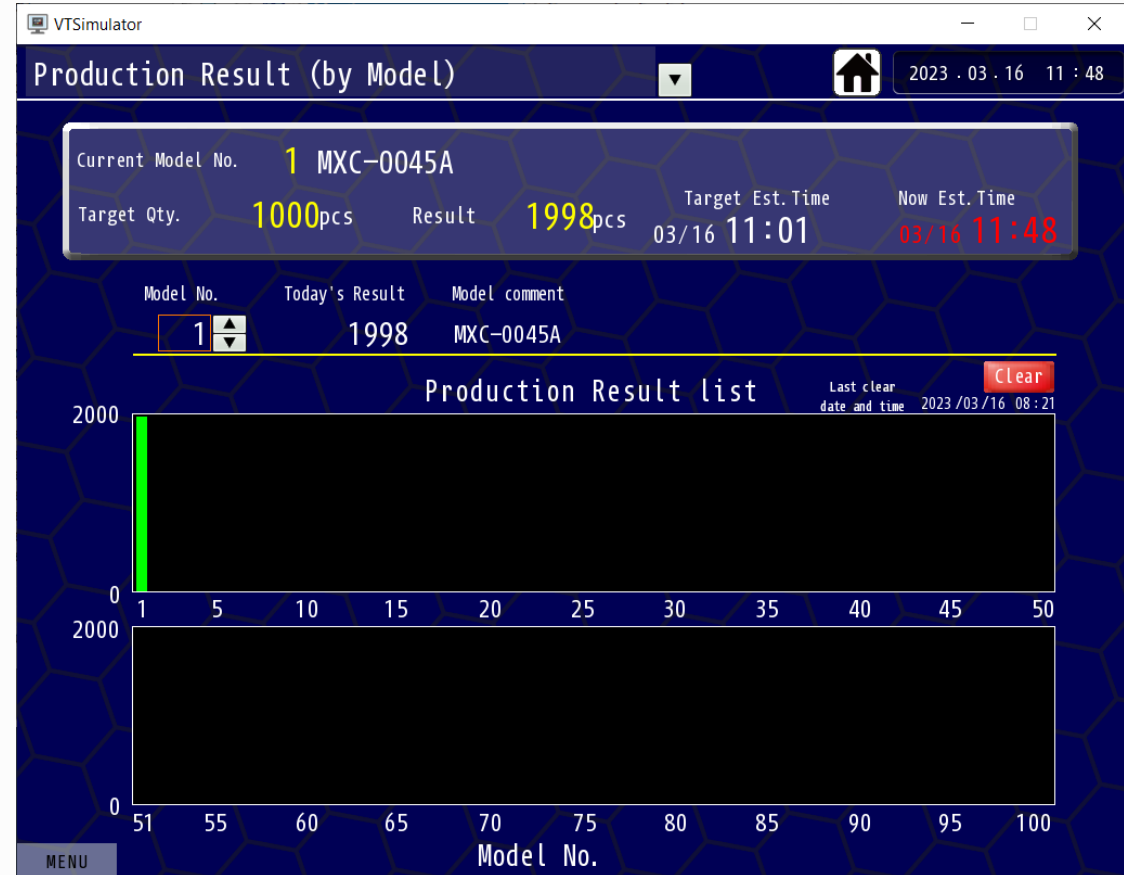 VTSimulator
Production Result (by Model) ▼ 2023 . 03 . 16 11 : 48
Current Model No. 1 MXC-0045A
Target Qty. 1000pcs Result 1998pcs
Target Est. Time
03/16 11:01
Now Est. Time
03/16 11:48
Model No. Today's Result Model comment
1 1998 MXC-0045A
Production Result list
Last clear
date and time 2023 /03 /16 08 : 21
Clear
2000
0
1 5 10 15 20 25 30 35 40 45 50
2000
0
51 55 60 65 70 75 80 85 90 95 100
Model No.
MENU